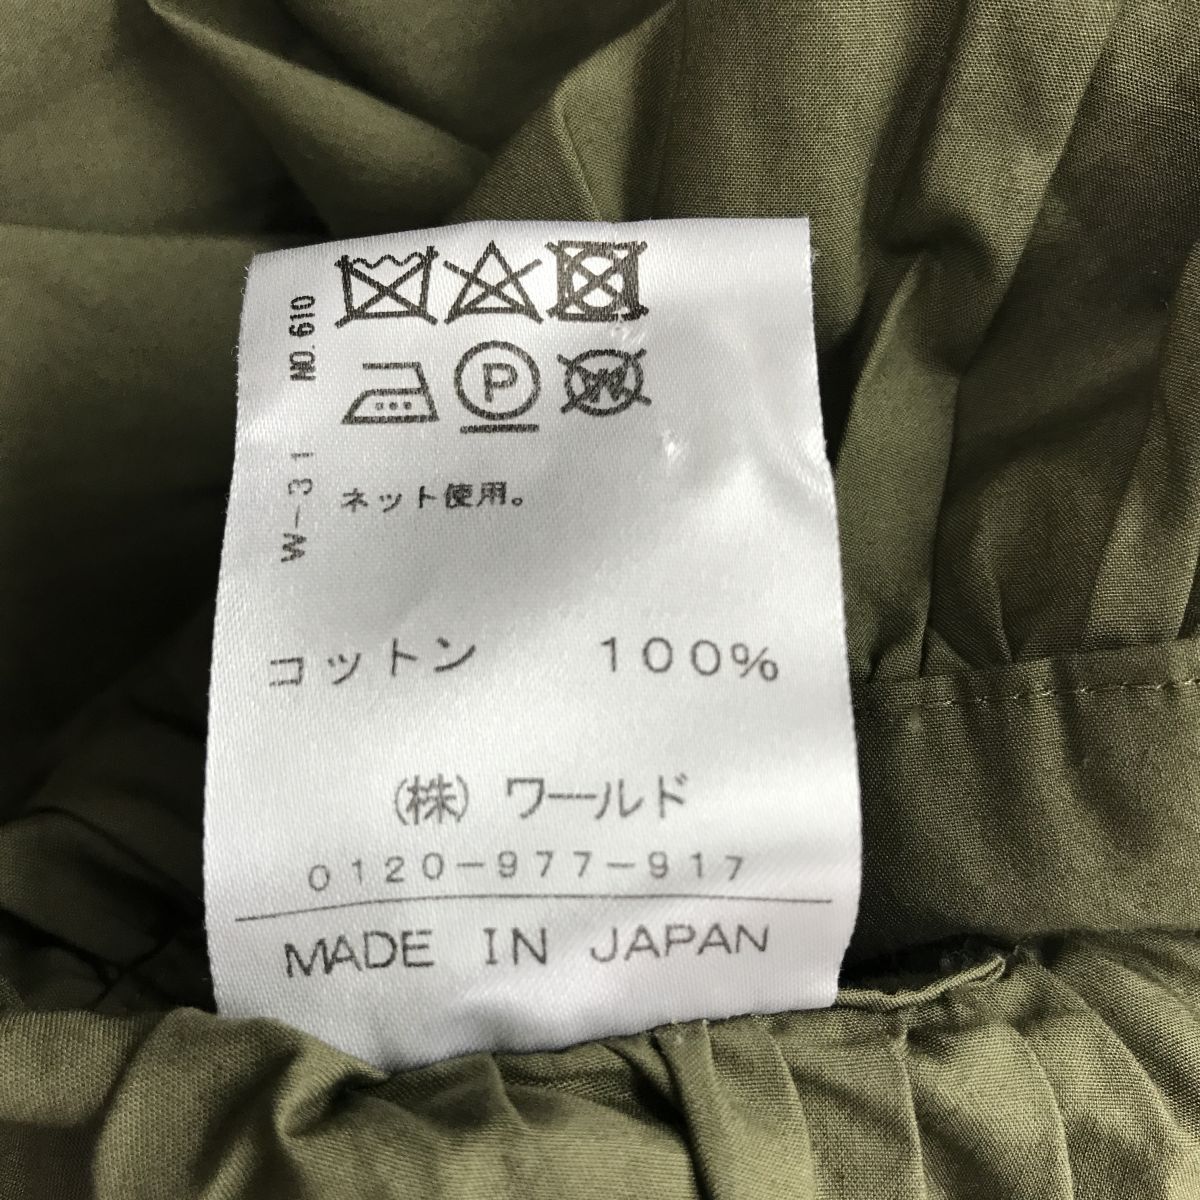 NO.610
W-31
P
W
ネット使用。
コットン 100%
(株)ワールド
0120-977-917
MADE IN JAPAN